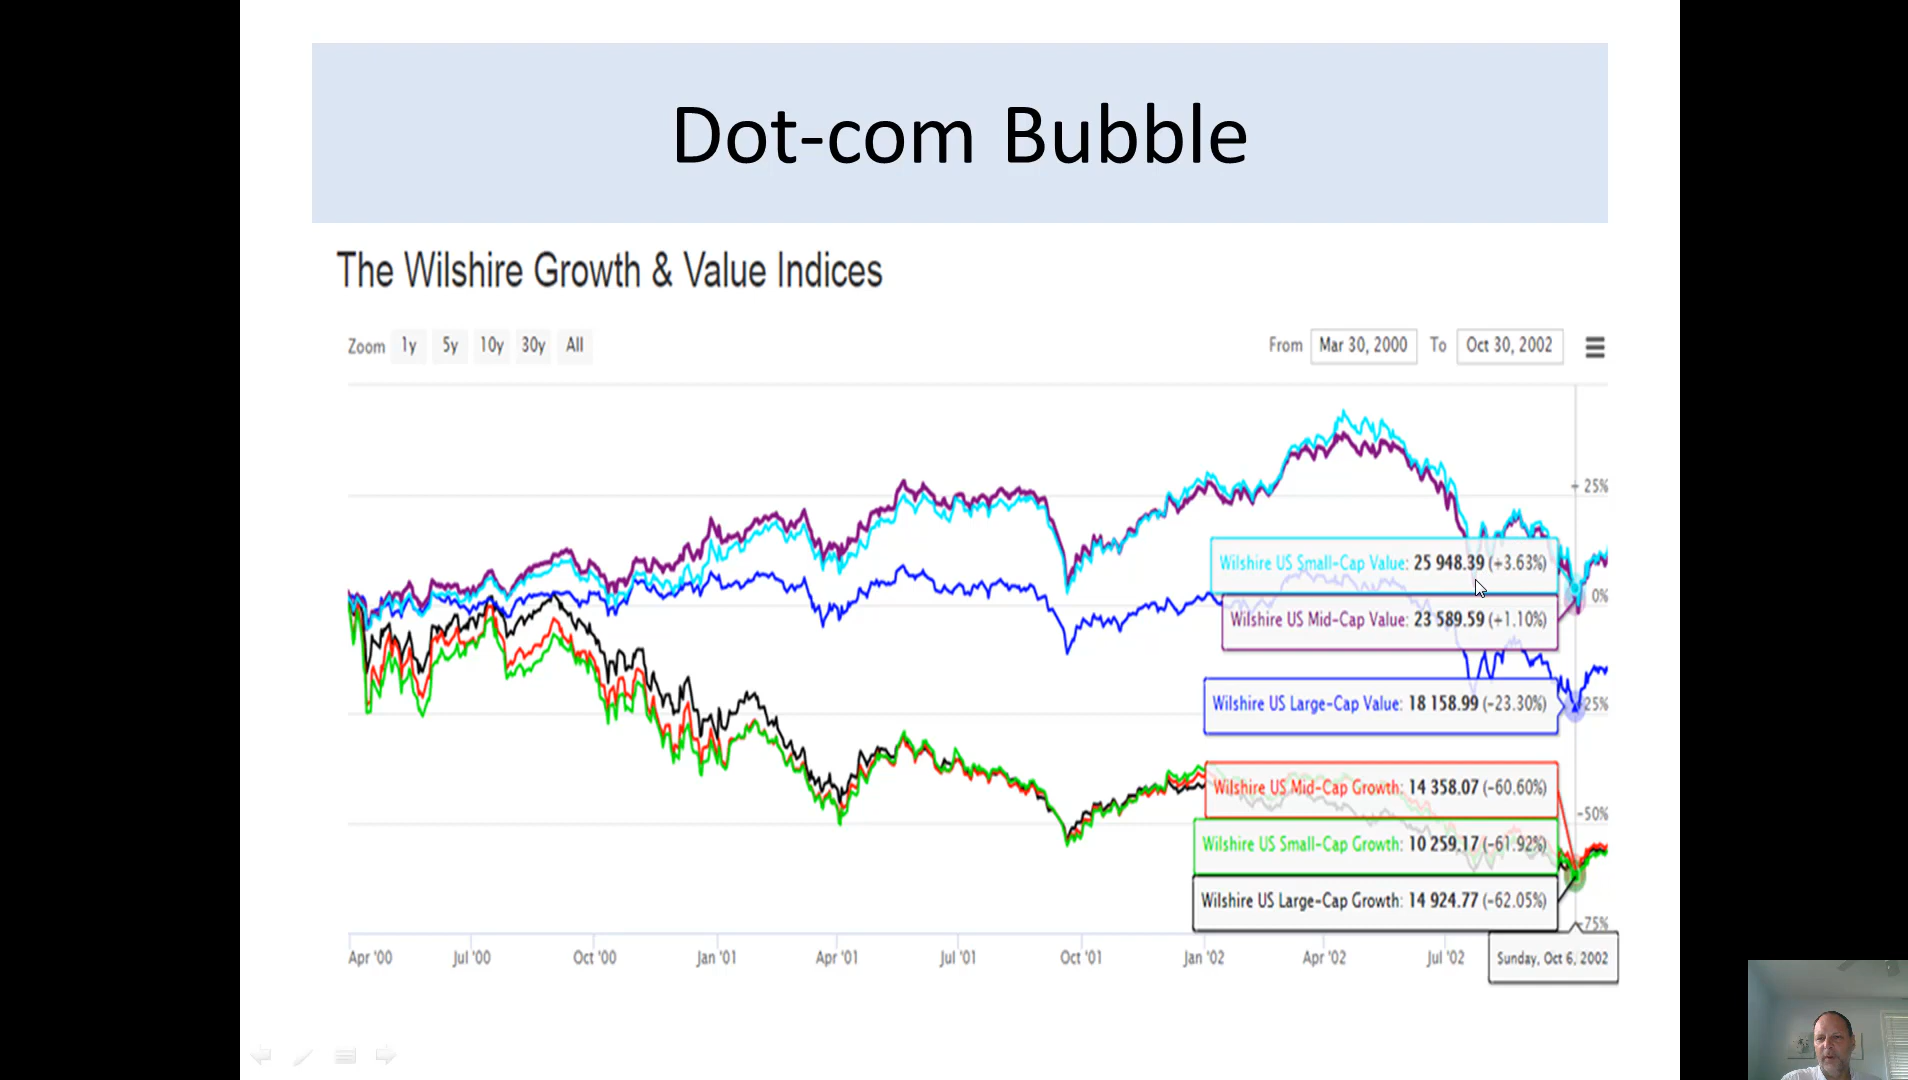 Dot-com Bubble
The Wilshire Growth & Value Indices
Zoom 1y 5y 10y 30y All
From Mar 30, 2000 To Oct 30, 2002
+ 25%
Wilshire US Small-Cap Value: 25 948.39 (+3.63%)
0%
Wilshire US Mid-Cap Value: 23 589.59 (+1.10%)
Wilshire US Large-Cap Value: 18 158.99 (-23.30%)
25%
Wilshire US Mid-Cap Growth: 14 358.07 (-60.60%)
-50%
Wilshire US Small-Cap Growth: 10 259.17 (-61.92%)
Wilshire US Large-Cap Growth: 14 924.77 (-62.05%)
-75%
Apr '00 Jul '00 Oct '00 Jan '01 Apr '01 Jul '01 Oct '01 Jan '02 Apr '02 Jul '02
Sunday, Oct 6, 2002